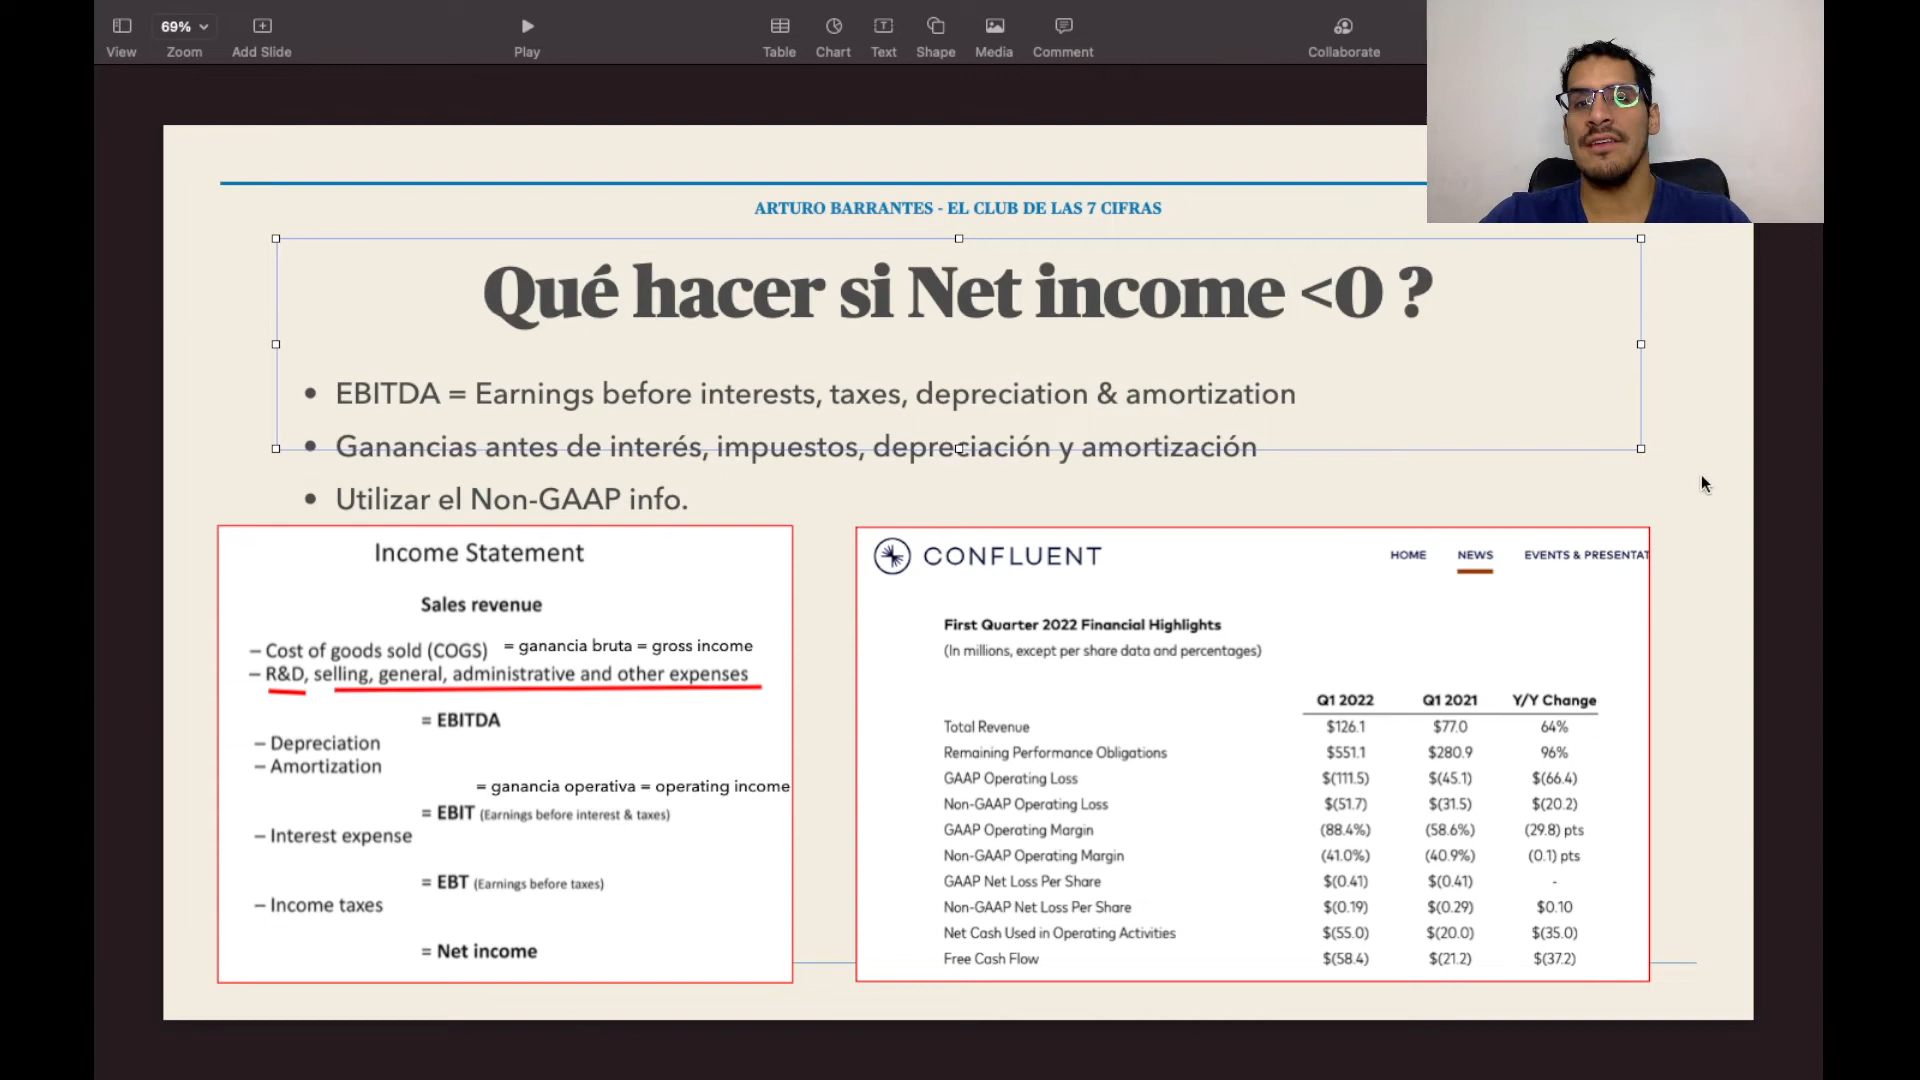 69%
View
Zoom
Add Slide
Play
Table
Chart
Text
Shape
Media
Comment
Collaborate
ARTURO BARRANTES - EL CLUB DE LAS 7 CIFRAS
Qué hacer si Net income <0 ?
• EBITDA = Earnings before interests, taxes, depreciation & amortization
• Ganancias antes de interés, impuestos, depreciación y amortización
• Utilizar el Non-GAAP info.
Income Statement
Sales revenue
– Cost of goods sold (COGS) = ganancia bruta = gross income
– R&D, selling, general, administrative and other expenses
= EBITDA
– Depreciation
– Amortization
= ganancia operativa = operating income
= EBIT (Earnings before interest & taxes)
– Interest expense
= EBT (Earnings before taxes)
– Income taxes
= Net income
CONFLUENT HOME NEWS EVENTS & PRESENTAT
First Quarter 2022 Financial Highlights
(In millions, except per share data and percentages)
Q1 2022 Q1 2021 Y/Y Change
Total Revenue $126.1 $77.0 64%
Remaining Performance Obligations $551.1 $280.9 96%
GAAP Operating Loss $(111.5) $(45.1) $(66.4)
Non-GAAP Operating Loss $(51.7) $(31.5) $(20.2)
GAAP Operating Margin (88.4%) (58.6%) (29.8) pts
Non-GAAP Operating Margin (41.0%) (40.9%) (0.1) pts
GAAP Net Loss Per Share $(0.41) $(0.41) -
Non-GAAP Net Loss Per Share $(0.19) $(0.29) $0.10
Net Cash Used in Operating Activities $(55.0) $(20.0) $(35.0)
Free Cash Flow $(58.4) $(21.2) $(37.2)